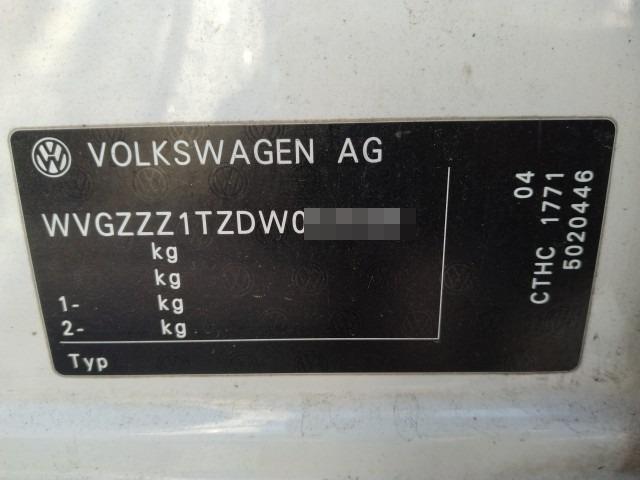 VOLKSWAGEN AG
WVGZZZ1TZDW0
kg
kg
1- kg
2- kg
Typ
04
CTHC 1771
5020446